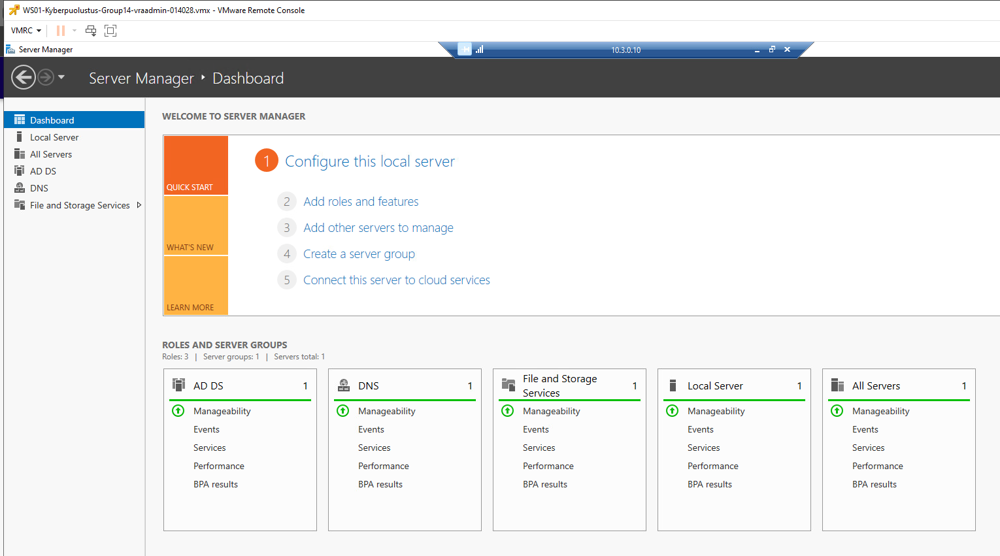 WS01-Kyberpuolustus-Group14-vraadmin-014028.vmx - VMware Remote Console
VMRC
Server Manager
10.3.0.10
Server Manager ‣ Dashboard
Dashboard
Local Server
All Servers
AD DS
DNS
File and Storage Services
WELCOME TO SERVER MANAGER
QUICK START
WHAT'S NEW
LEARN MORE
1 Configure this local server
2 Add roles and features
3 Add other servers to manage
4 Create a server group
5 Connect this server to cloud services
ROLES AND SERVER GROUPS
Roles: 3 | Server groups: 1 | Servers total: 1
AD DS 1
Manageability
Events
Services
Performance
BPA results
DNS 1
Manageability
Events
Services
Performance
BPA results
File and Storage
Services 1
Manageability
Events
Services
Performance
BPA results
Local Server 1
Manageability
Events
Services
Performance
BPA results
All Servers 1
Manageability
Events
Services
Performance
BPA results